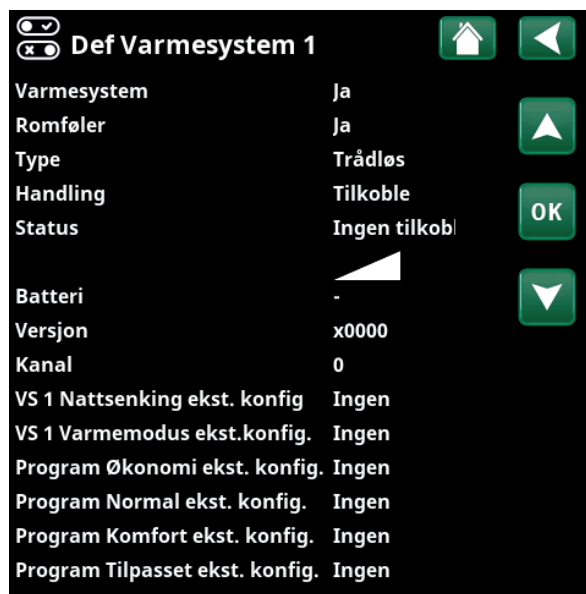 Def Varmesystem 1
Varmesystem Ja
Romføler Ja
Type Trådløs
Handling Tilkoble
Status Ingen tilkobl
OK
Batteri -
Versjon x0000
Kanal 0
VS 1 Nattsenking ekst. konfig Ingen
VS 1 Varmemodus ekst.konfig. Ingen
Program Økonomi ekst. konfig. Ingen
Program Normal ekst. konfig. Ingen
Program Komfort ekst. konfig. Ingen
Program Tilpasset ekst. konfig. Ingen